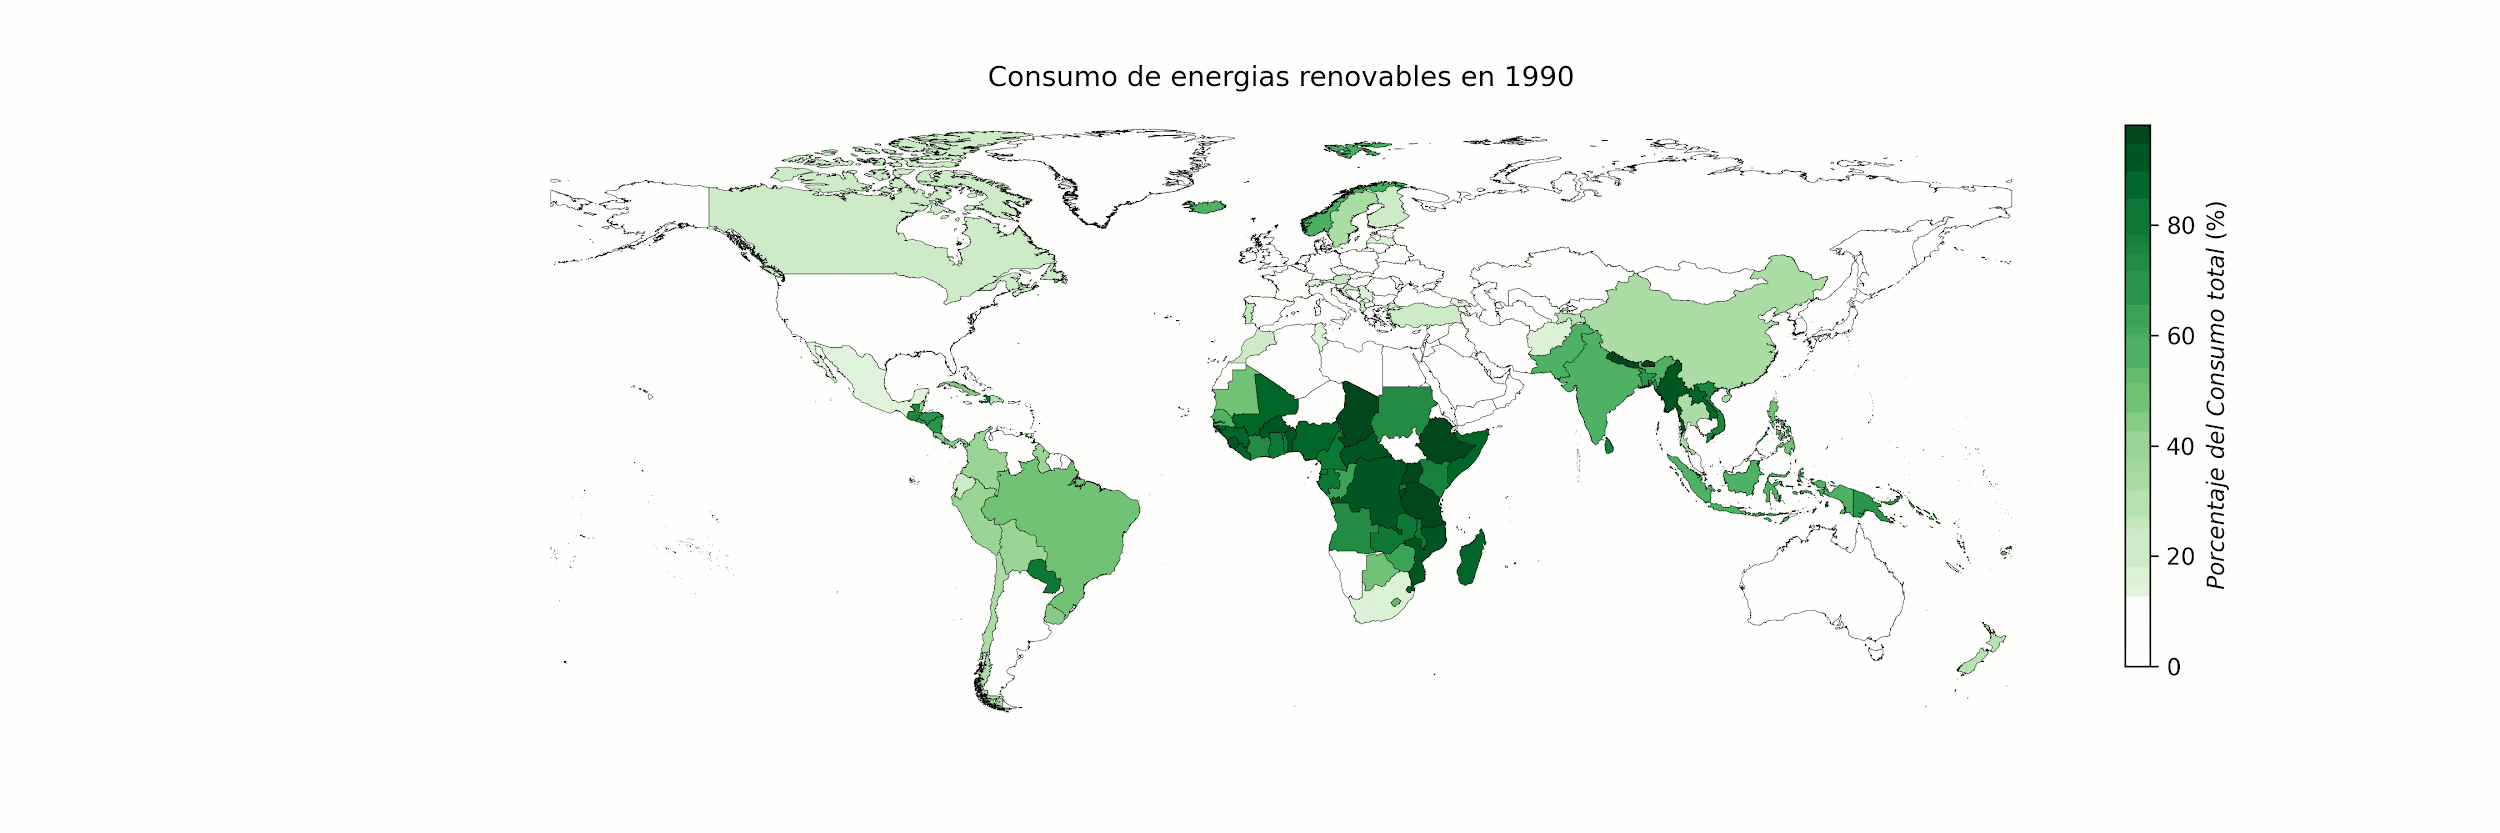 Consumo de energias renovables en 1990
80
60
40
20
0
Porcentaje del Consumo total (%)